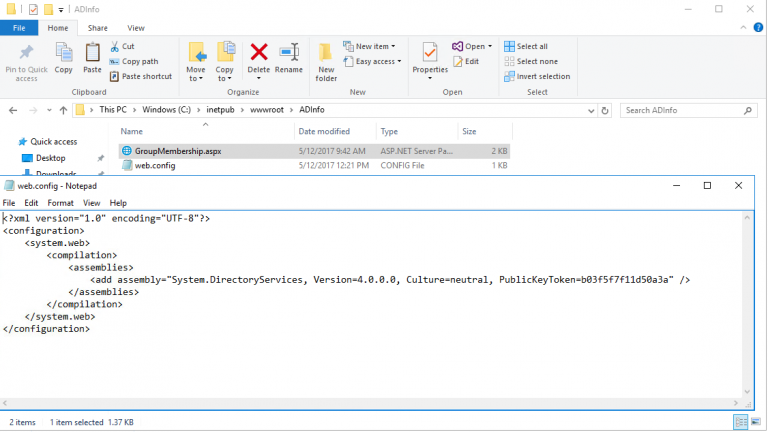 ADInfo
File Home Share View
Pin to Quick access
Copy
Paste
Cut
Copy path
Paste shortcut
Move to
Copy to
Delete
Rename
New folder
New item
Easy access
Properties
Open
Edit
Select all
Select none
Invert selection
Clipboard Organize New Open Select
This PC > Windows (C:) > inetpub > wwwroot > ADInfo
Search ADInfo
Quick access
Desktop
Downloads
Name Date modified Type Size
GroupMembership.aspx 5/12/2017 9:42 AM ASP.NET Server Pa... 2 KB
web.config 5/12/2017 12:21 PM CONFIG File 1 KB
web.config - Notepad
File Edit Format View Help
<?xml version="1.0" encoding="UTF-8"?>
<configuration>
<system.web>
<compilation>
<assemblies>
<add assembly="System.DirectoryServices, Version=4.0.0.0, Culture=neutral, PublicKeyToken=b03f5f7f11d50a3a" />
</assemblies>
</compilation>
</system.web>
</configuration>
2 items 1 item selected 1.37 KB